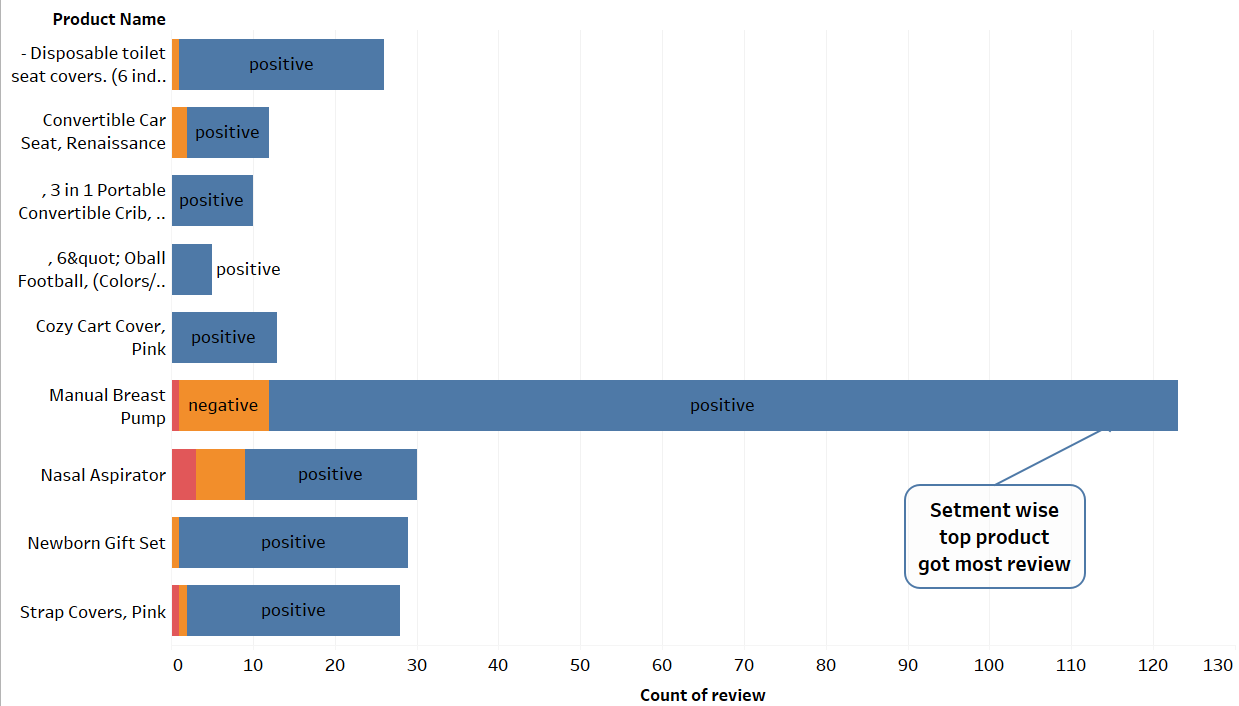 Product Name
- Disposable toilet
seat covers. (6 ind..
positive
Convertible Car
Seat, Renaissance
positive
, 3 in 1 Portable
Convertible Crib, ..
positive
, 6&quot; Oball
Football, (Colors/..
positive
Cozy Cart Cover,
Pink
positive
Manual Breast
Pump
negative
positive
Nasal Aspirator
positive
Setment wise
top product
got most review
Newborn Gift Set
positive
Strap Covers, Pink
positive
0 10 20 30 40 50 60 70 80 90 100 110 120 130
Count of review